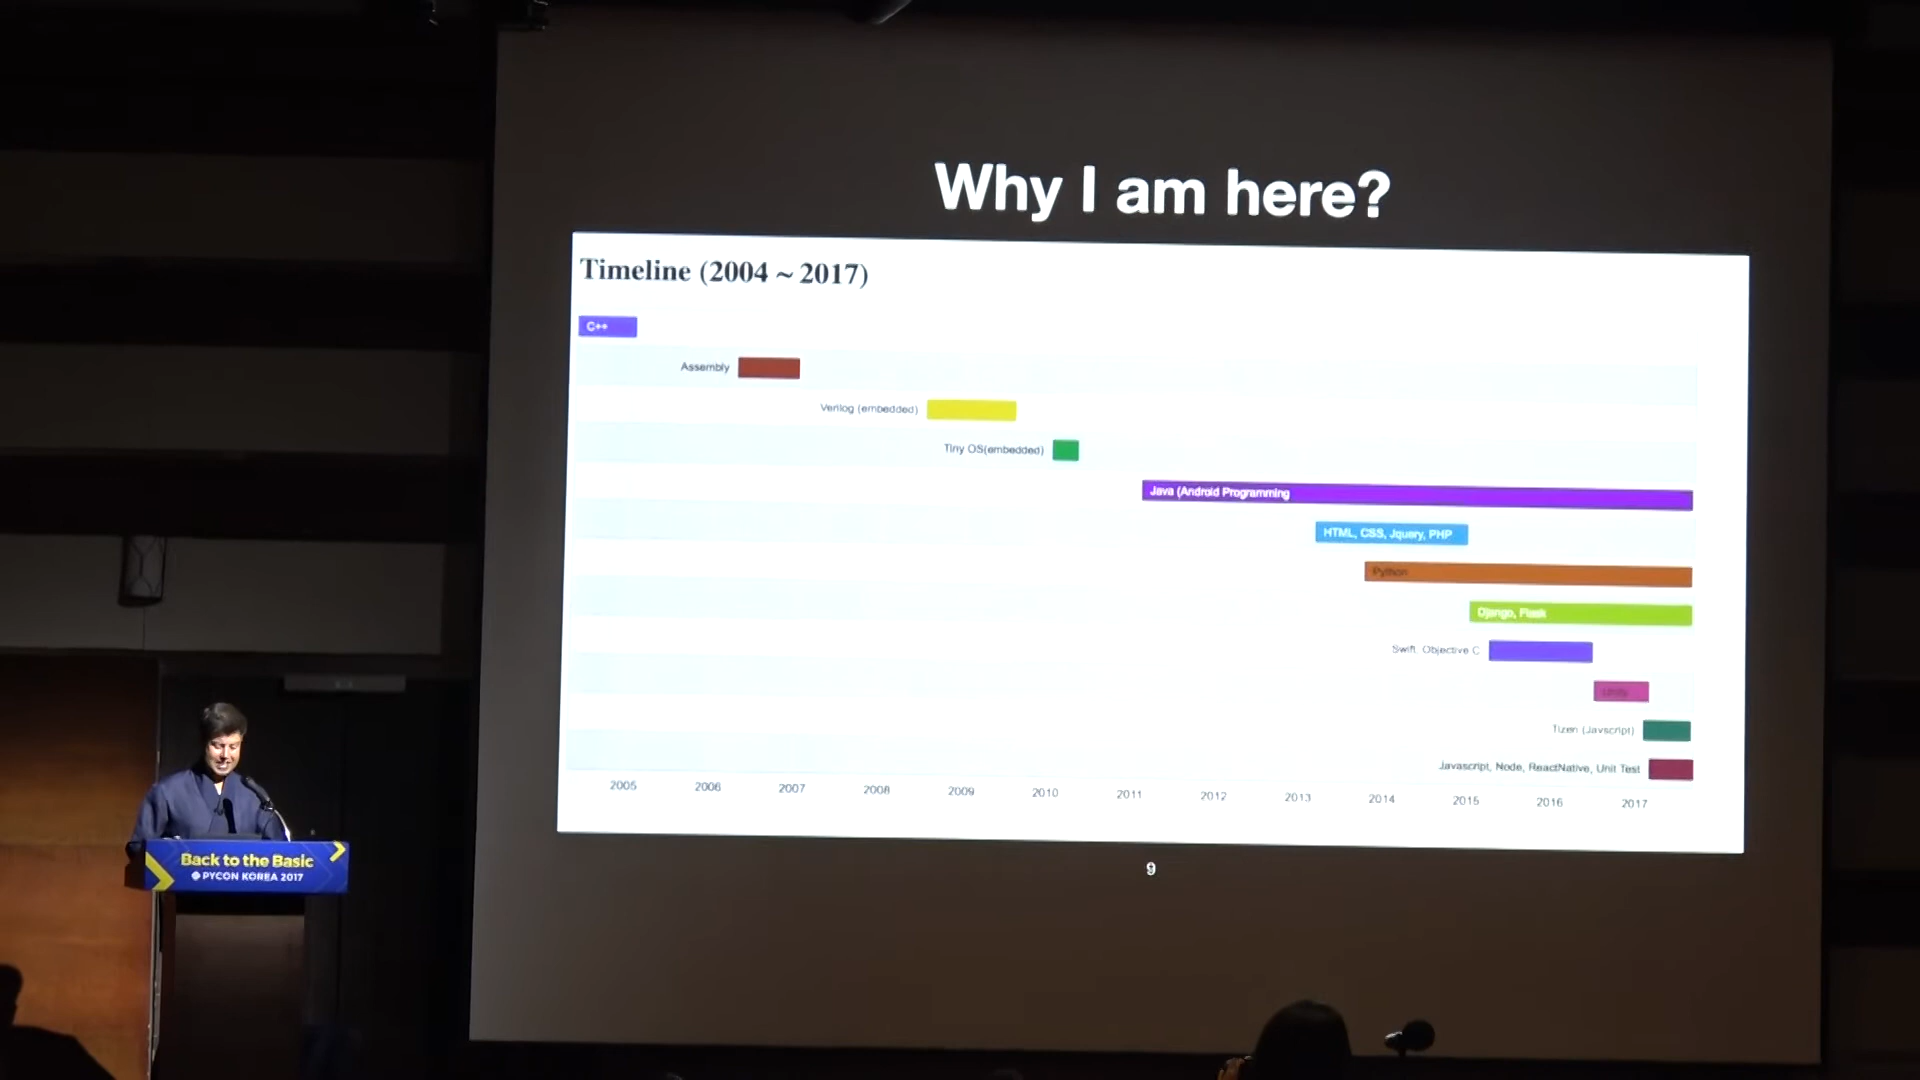 Why I am here?
Timeline (2004 ~ 2017)
C++
Assembly
Verilog (embedded)
Tiny OS(embedded)
Java (Android Programming
HTML, CSS, Jquery, PHP
Python
Django, Flask
Swift, Objective C
Unity
Tizen (Javscript)
Javascript, Node, ReactNative, Unit Test
2005 2006 2007 2008 2009 2010 2011 2012 2013 2014 2015 2016 2017
9
Back to the Basic
PYCON KOREA 2017